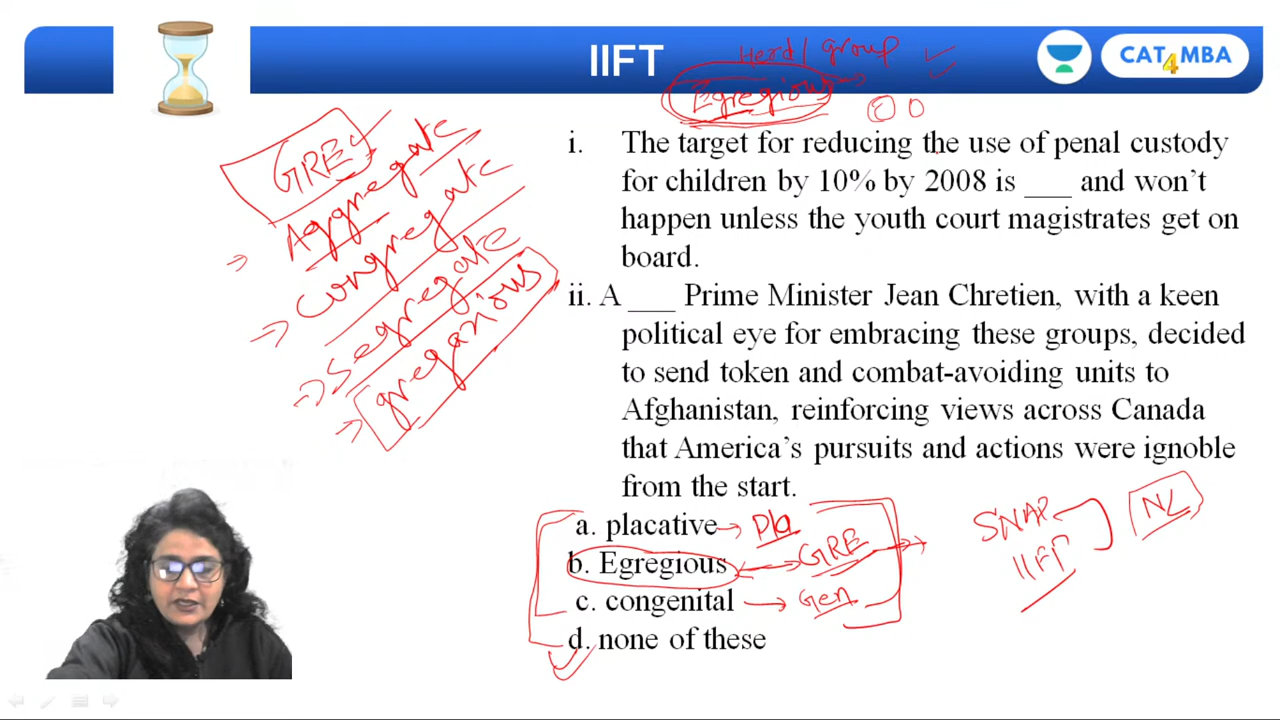 IIFT
CAT4MBA
Herd/group
Egregious
GRE
Aggregate
Congregate
Segregate
gregarious
i. The target for reducing the use of penal custody
for children by 10% by 2008 is ___ and won’t
happen unless the youth court magistrates get on
board.
ii. A ___ Prime Minister Jean Chretien, with a keen
political eye for embracing these groups, decided
to send token and combat-avoiding units to
Afghanistan, reinforcing views across Canada
that America’s pursuits and actions were ignoble
from the start.
a. placative → Pla
b. Egregious GRE
c. congenital → Gen
d. none of these
SNAP
IIFT